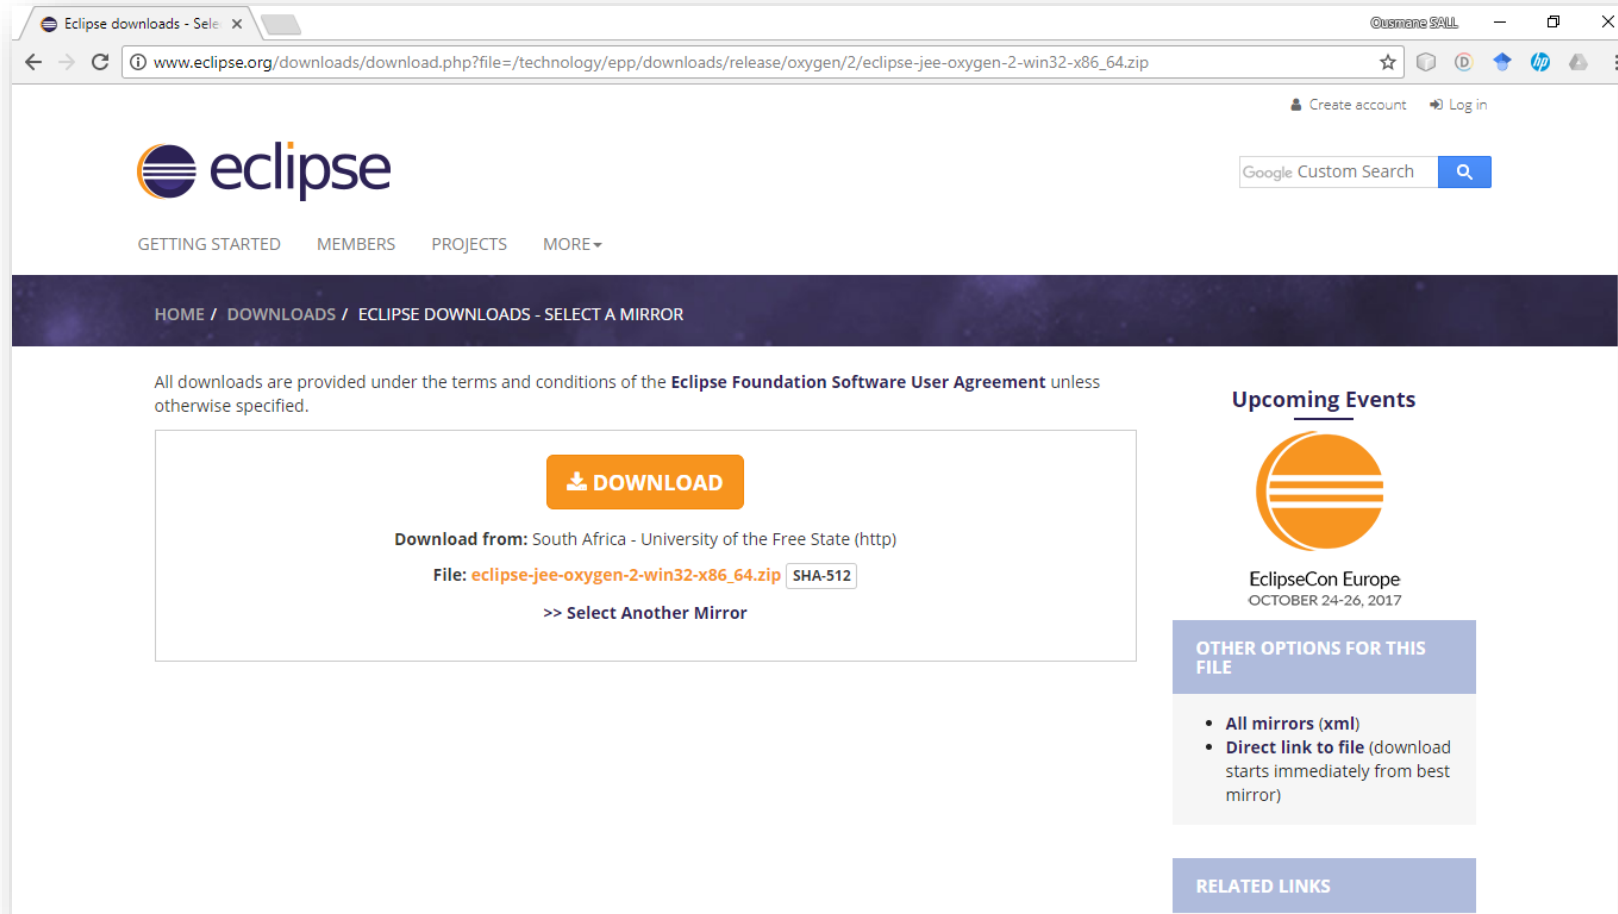 Eclipse downloads - Sele
Ousmane SALL
www.eclipse.org/downloads/download.php?file=/technology/epp/downloads/release/oxygen/2/eclipse-jee-oxygen-2-win32-x86_64.zip
D
hp
Create account Log in
eclipse
Google Custom Search
GETTING STARTED MEMBERS PROJECTS MORE
HOME / DOWNLOADS / ECLIPSE DOWNLOADS - SELECT A MIRROR
All downloads are provided under the terms and conditions of the Eclipse Foundation Software User Agreement unless
otherwise specified.
DOWNLOAD
Download from: South Africa - University of the Free State (http)
File: eclipse-jee-oxygen-2-win32-x86_64.zip SHA-512
>> Select Another Mirror
Upcoming Events
EclipseCon Europe
OCTOBER 24-26, 2017
OTHER OPTIONS FOR THIS
FILE
• All mirrors (xml)
• Direct link to file (download
starts immediately from best
mirror)
RELATED LINKS